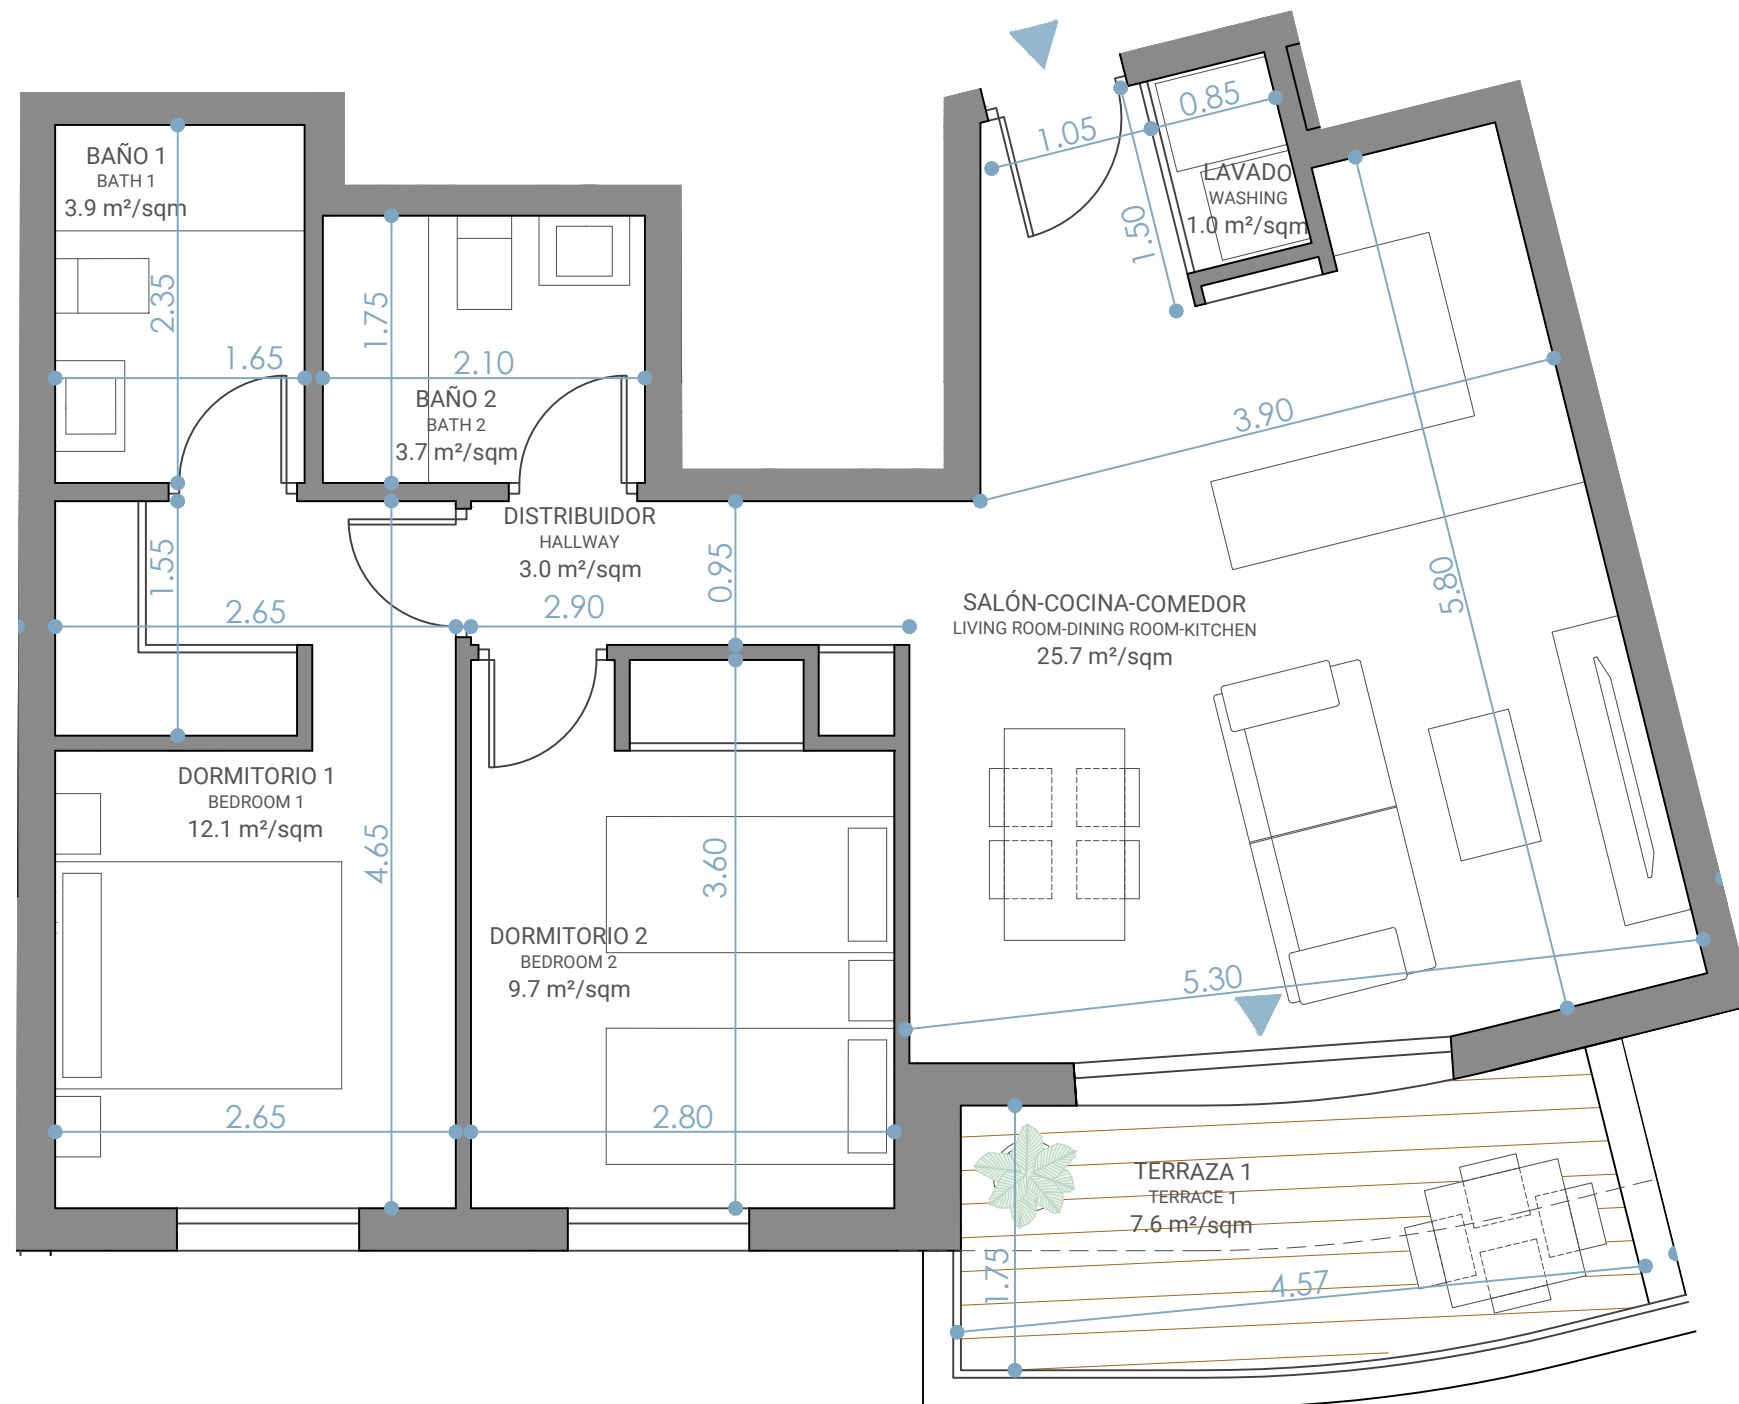 BAÑO 1
BATH 1
3.9 m²/sqm
2.35
1.65
1.75
2.10
BAÑO 2
BATH 2
3.7 m²/sqm
1.05
0.85
LAVADO
WASHING
1.0 m²/sqm
1.50
3.90
5.80
DISTRIBUIDOR
HALLWAY
3.0 m²/sqm
0.95
2.90
1.55
2.65
SALÓN-COCINA-COMEDOR
LIVING ROOM-DINING ROOM-KITCHEN
25.7 m²/sqm
DORMITORIO 1
BEDROOM 1
12.1 m²/sqm
4.65
3.60
DORMITORIO 2
BEDROOM 2
9.7 m²/sqm
5.30
2.65
2.80
TERRAZA 1
TERRACE 1
7.6 m²/sqm
1.75
4.57